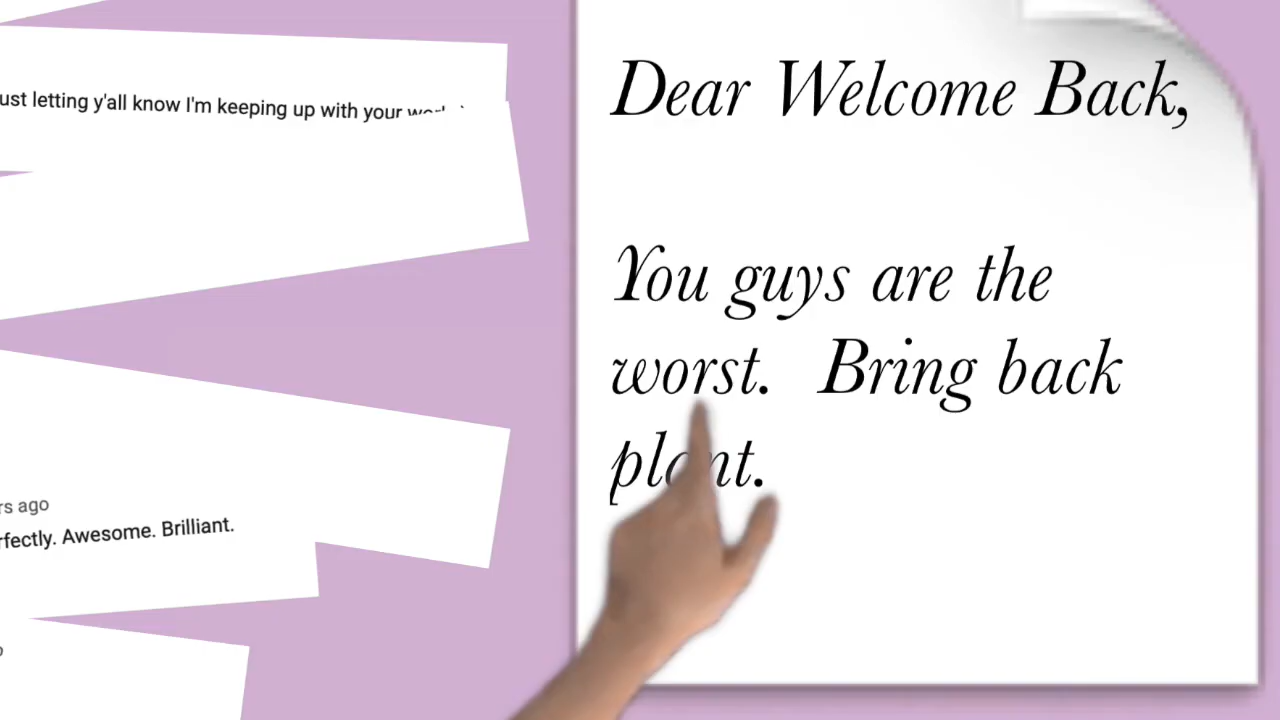 ust letting y'all know I'm keeping up with your
rs ago
rfectly. Awesome. Brilliant.
o
Dear Welcome Back,
You guys are the
worst. Bring back
plant.